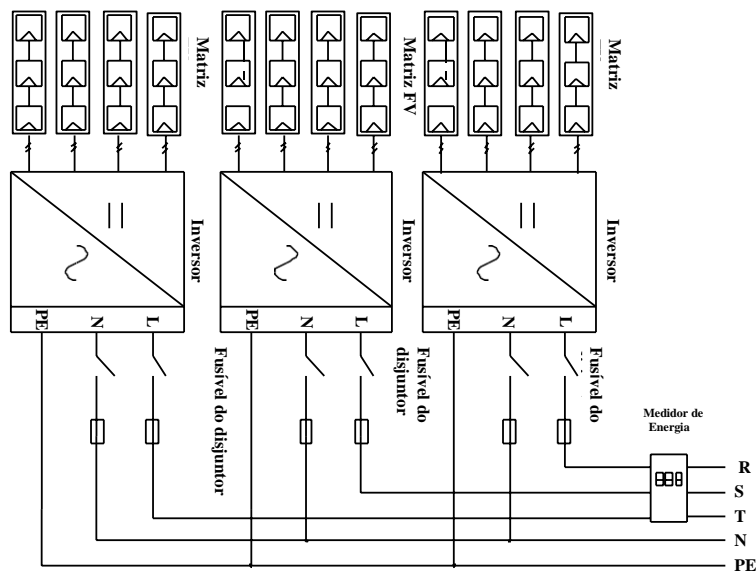 Matriz
Matriz FV
Matriz
Inversor
Inversor
Inversor
PE N L
PE N L
PE N L
Fusível do disjuntor
Fusível do
disjuntor
Fusível do
Medidor de
Energia
R
S
T
N
PE